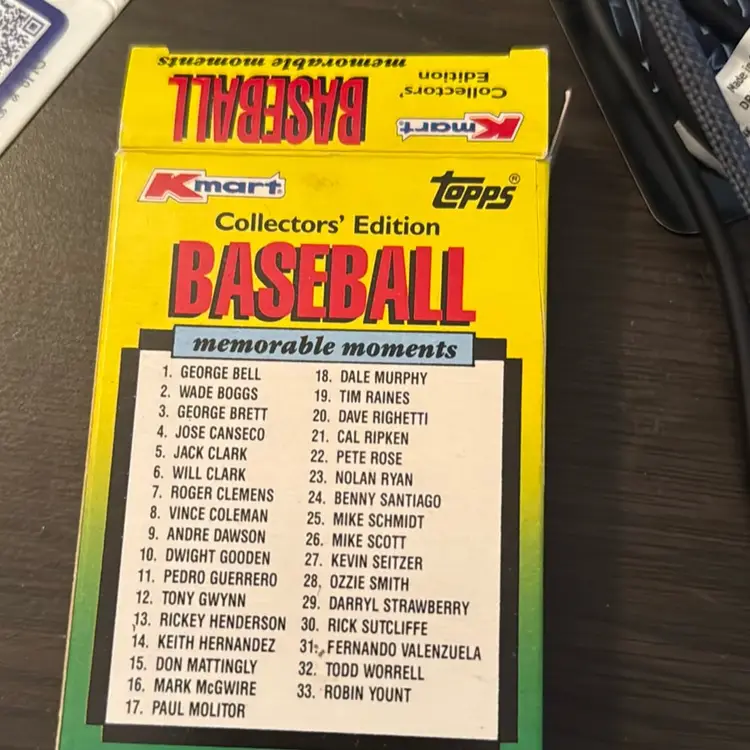 memorable moments
BASEBALL
Collectors'
Edition
Kmart
Kmart
topps®
Collectors' Edition
BASEBALL
memorable moments
1. GEORGE BELL
2. WADE BOGGS
3. GEORGE BRETT
4. JOSE CANSECO
5. JACK CLARK
6. WILL CLARK
7. ROGER CLEMENS
8. VINCE COLEMAN
9. ANDRE DAWSON
10. DWIGHT GOODEN
11. PEDRO GUERRERO
12. TONY GWYNN
13. RICKEY HENDERSON
14. KEITH HERNANDEZ
15. DON MATTINGLY
16. MARK McGWIRE
17. PAUL MOLITOR
18. DALE MURPHY
19. TIM RAINES
20. DAVE RIGHETTI
21. CAL RIPKEN
22. PETE ROSE
23. NOLAN RYAN
24. BENNY SANTIAGO
25. MIKE SCHMIDT
26. MIKE SCOTT
27. KEVIN SEITZER
28. OZZIE SMITH
29. DARRYL STRAWBERRY
30. RICK SUTCLIFFE
31. FERNANDO VALENZUELA
32. TODD WORRELL
33. ROBIN YOUNT
Made in